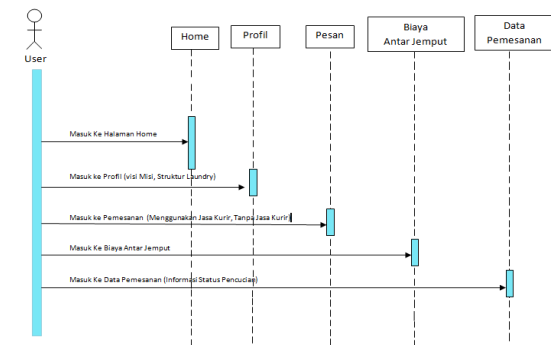 User
Home
Profil
Pesan
Biaya
Antar Jemput
Data
Pemesanan
Masuk Ke Halaman Home
Masuk ke Profil (visi Misi, Struktur Laundry)
Masuk ke Pemesanan (Menggunakan Jasa Kurir, Tanpa Jasa Kurir)
Masuk Ke Biaya Antar Jemput
Masuk Ke Data Pemesanan (Informasi Status Pencucian)